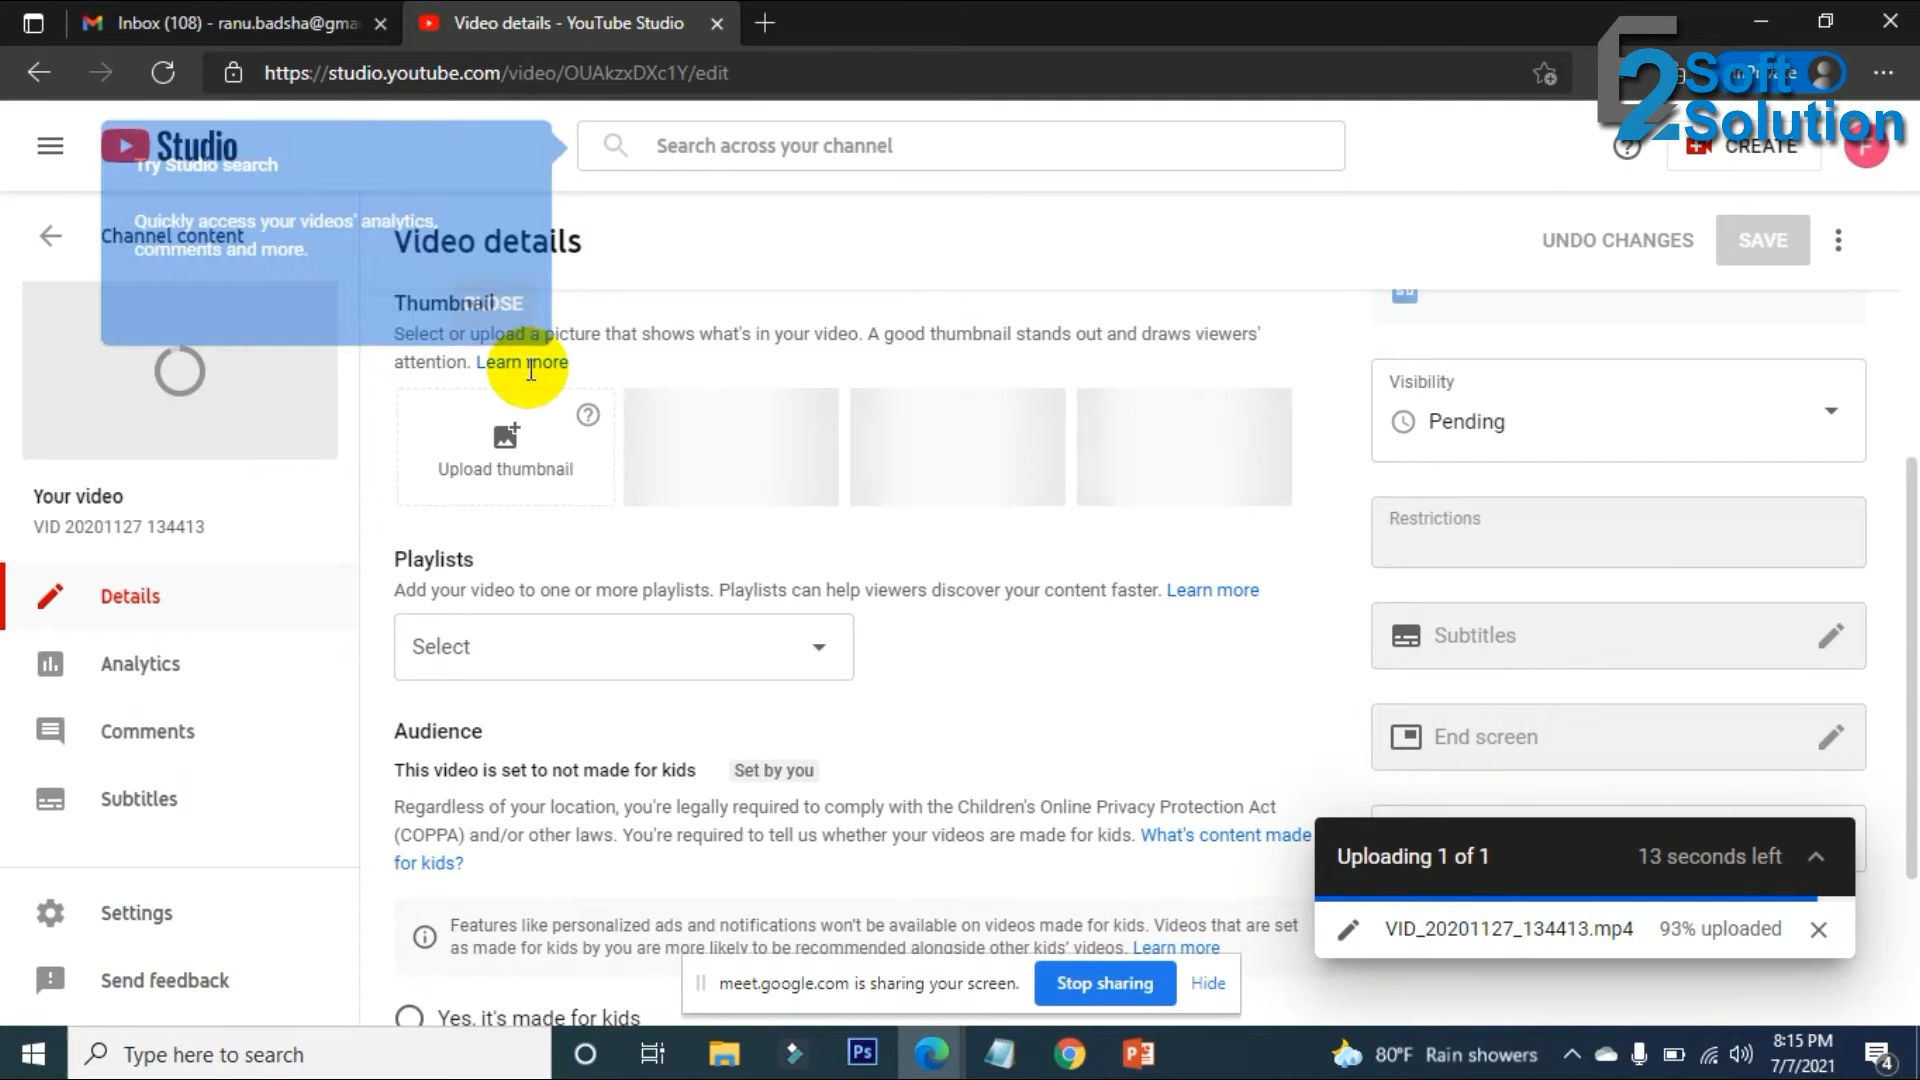 Inbox (108) - ranu.badsha@gma
Video details - YouTube Studio
https://studio.youtube.com/video/OUAkzxDXc1Y/edit
2Soft
Solution
Studio
Search across your channel
CREATE
F
Try Studio search
Quickly access your videos' analytics,
comments and more.
CLOSE
Channel content
Video details
UNDO CHANGES
SAVE
Thumbnail
Select or upload a picture that shows what's in your video. A good thumbnail stands out and draws viewers'
attention. Learn more
Upload thumbnail
Visibility
Pending
Your video
VID 20201127 134413
Restrictions
Playlists
Add your video to one or more playlists. Playlists can help viewers discover your content faster. Learn more
Select
Details
Analytics
Comments
Subtitles
Settings
Send feedback
Subtitles
End screen
Audience
This video is set to not made for kids
Set by you
Regardless of your location, you're legally required to comply with the Children's Online Privacy Protection Act
(COPPA) and/or other laws. You're required to tell us whether your videos are made for kids. What's content made
for kids?
Features like personalized ads and notifications won't be available on videos made for kids. Videos that are set
as made for kids by you are more likely to be recommended alongside other kids' videos. Learn more
Yes, it's made for kids
Uploading 1 of 1
13 seconds left
VID_20201127_134413.mp4
93% uploaded
meet.google.com is sharing your screen.
Stop sharing
Hide
Type here to search
Ps
80°F Rain showers
8:15 PM
7/7/2021
4